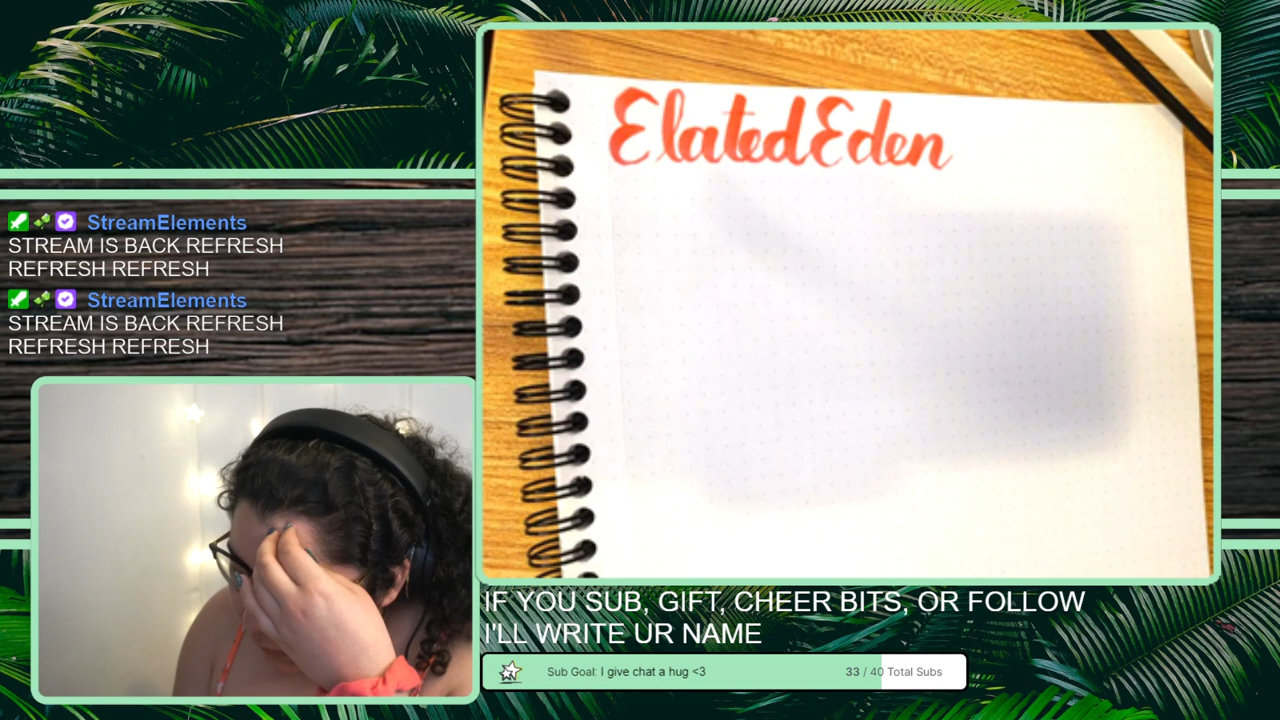 ElatedEden
StreamElements
STREAM IS BACK REFRESH
REFRESH REFRESH
StreamElements
STREAM IS BACK REFRESH
REFRESH REFRESH
IF YOU SUB, GIFT, CHEER BITS, OR FOLLOW
I'LL WRITE UR NAME
Sub Goal: I give chat a hug <3 33 / 40 Total Subs